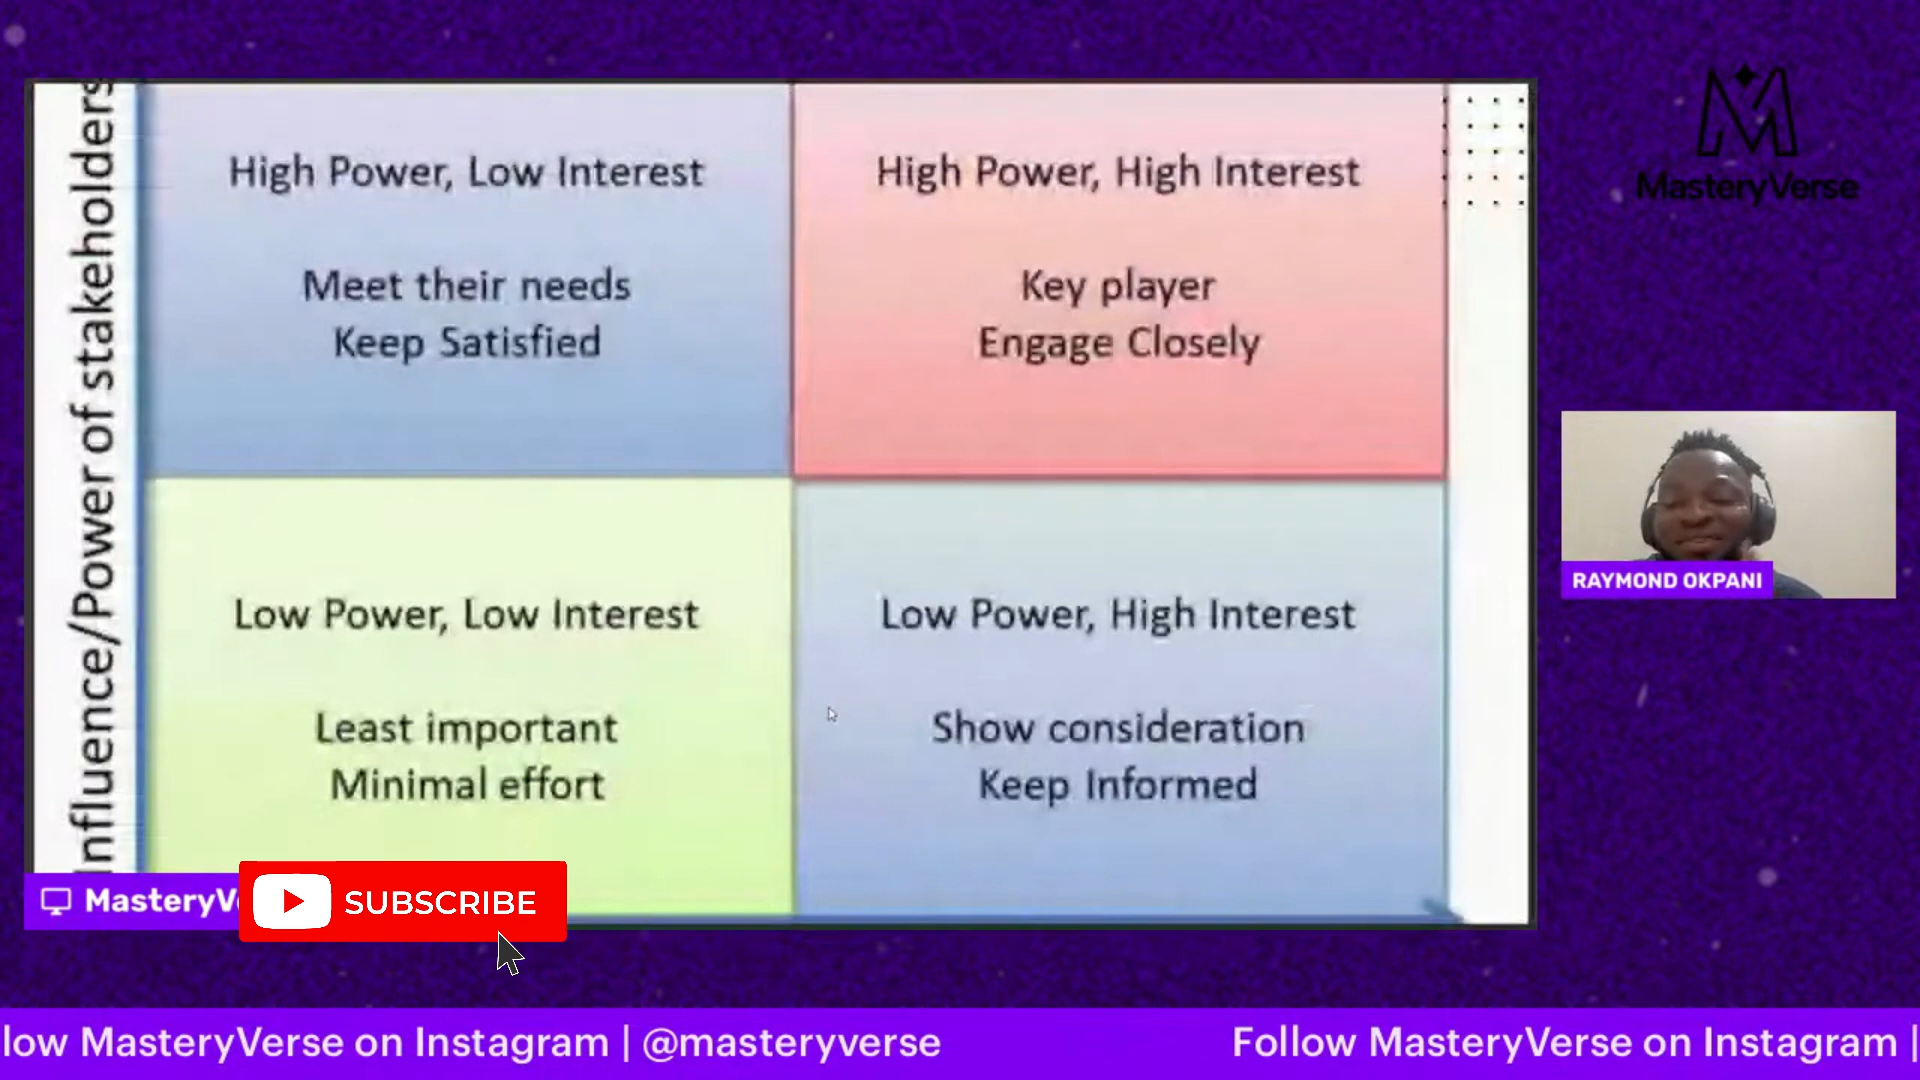 Influence/Power of stakeholders
High Power, Low Interest
Meet their needs
Keep Satisfied
High Power, High Interest
Key player
Engage Closely
Low Power, Low Interest
Least important
Minimal effort
Low Power, High Interest
Show consideration
Keep Informed
MasteryVerse
RAYMOND OKPANI
MasteryV
SUBSCRIBE
low MasteryVerse on Instagram | @masteryverse
Follow MasteryVerse on Instagram |